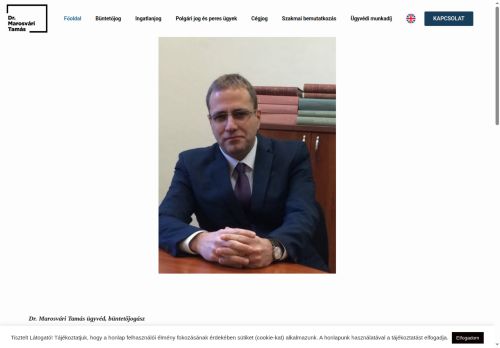 Dr.
Marosvári
Tamás
Főoldal Büntetőjog Ingatlanjog Polgári jog és peres ügyek Cégjog Szakmai bemutatkozás Ügyvédi munkadíj KAPCSOLAT
Dr. Marosvári Tamás ügyvéd, büntetőjogász
Tisztelt Látogató! Tájékoztatjuk, hogy a honlap felhasználói élmény fokozásának érdekében sütiket (cookie-kat) alkalmazunk. A honlapunk használatával a tájékoztatást elfogadja. Elfogadom